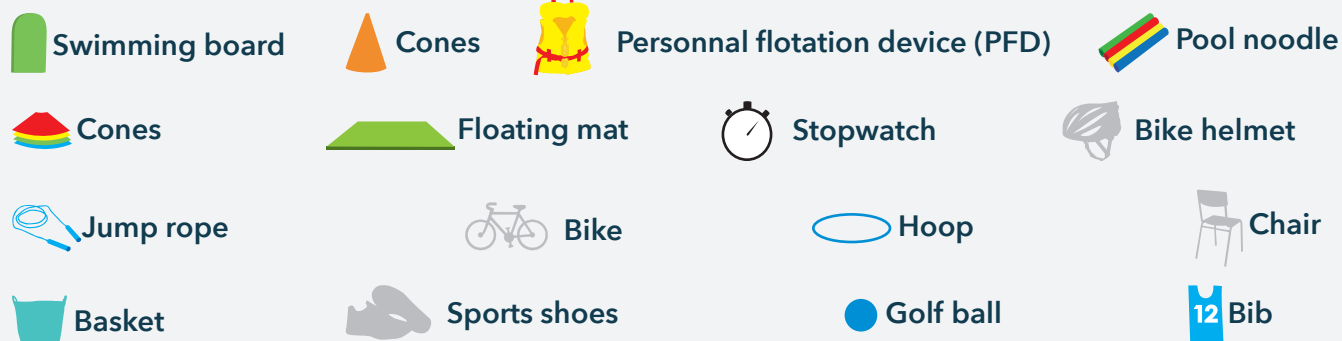 Swimming board
Cones
Personnal flotation device (PFD)
Pool noodle
Cones
Floating mat
Stopwatch
Bike helmet
Jump rope
Bike
Hoop
Chair
Basket
Sports shoes
Golf ball
12
Bib